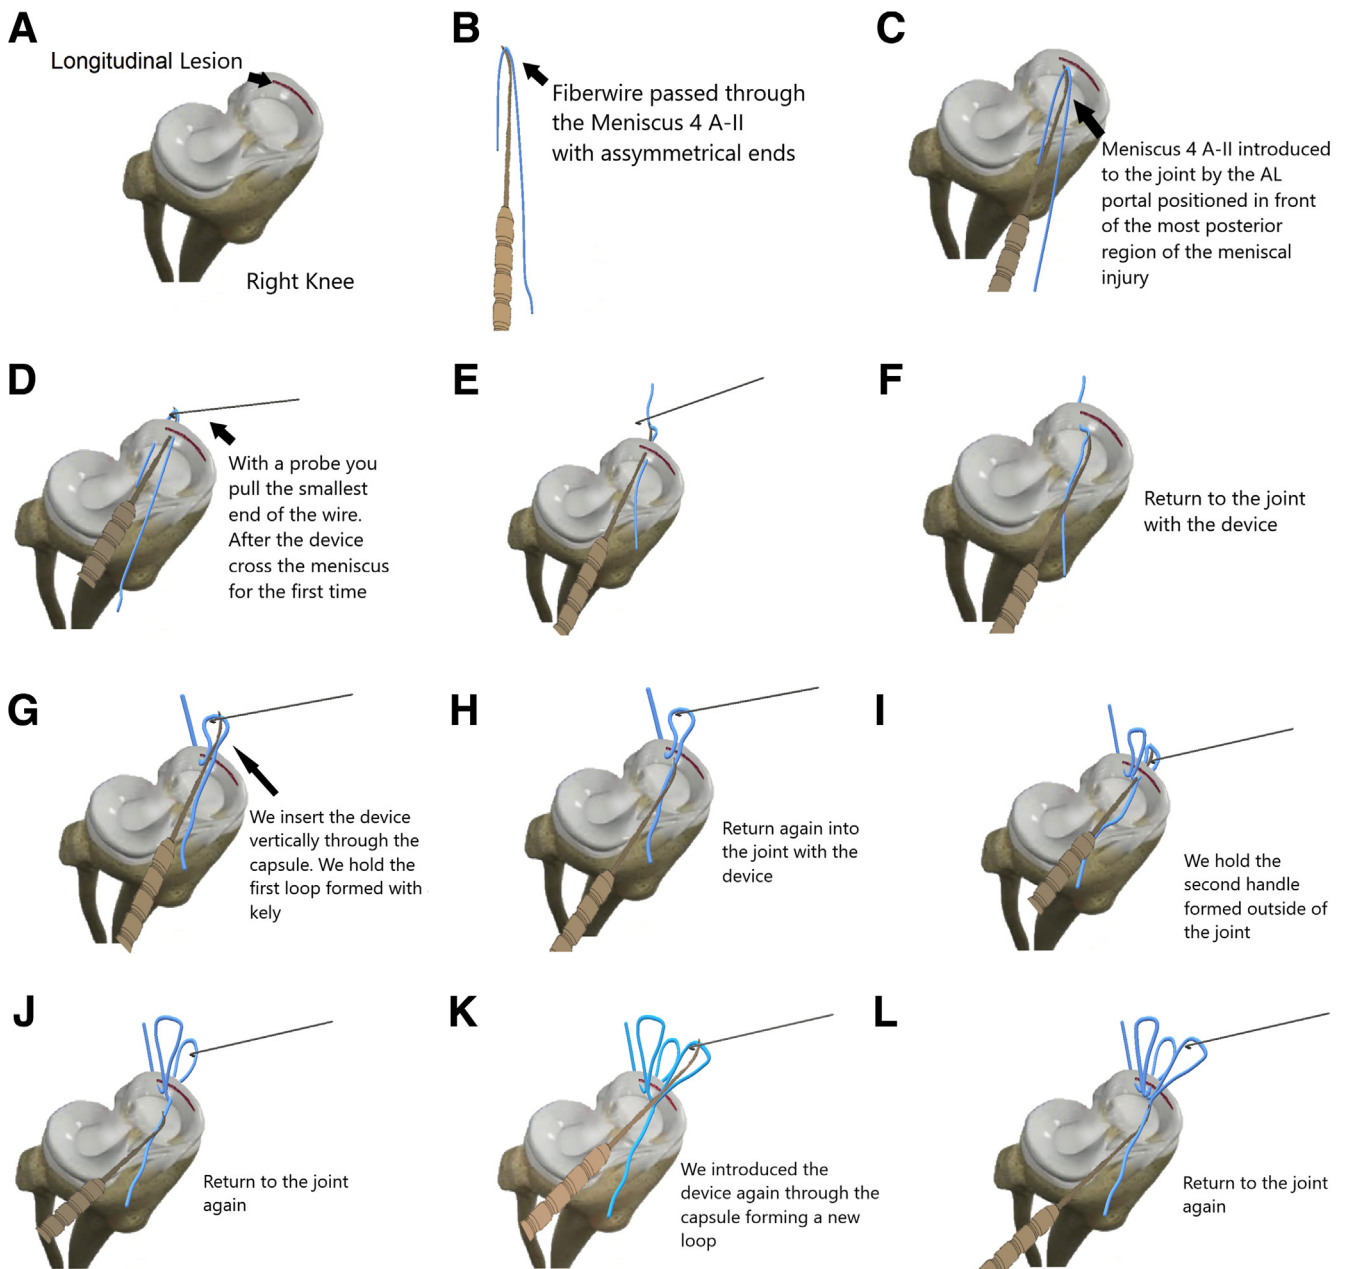 A
Longitudinal Lesion
Right Knee
B
Fiberwire passed through
the Meniscus 4 A-II
with assymmetrical ends
C
Meniscus 4 A-II introduced
to the joint by the AL
portal positioned in front
of the most posterior
region of the meniscal
injury
D
With a probe you
pull the smallest
end of the wire.
After the device
cross the meniscus
for the first time
E
F
Return to the joint
with the device
G
We insert the device
vertically through the
capsule. We hold the
first loop formed with
kely
H
Return again into
the joint with the
device
I
We hold the
second handle
formed outside of
the joint
J
Return to the joint
again
K
We introduced the
device again through the
capsule forming a new
loop
L
Return to the joint
again